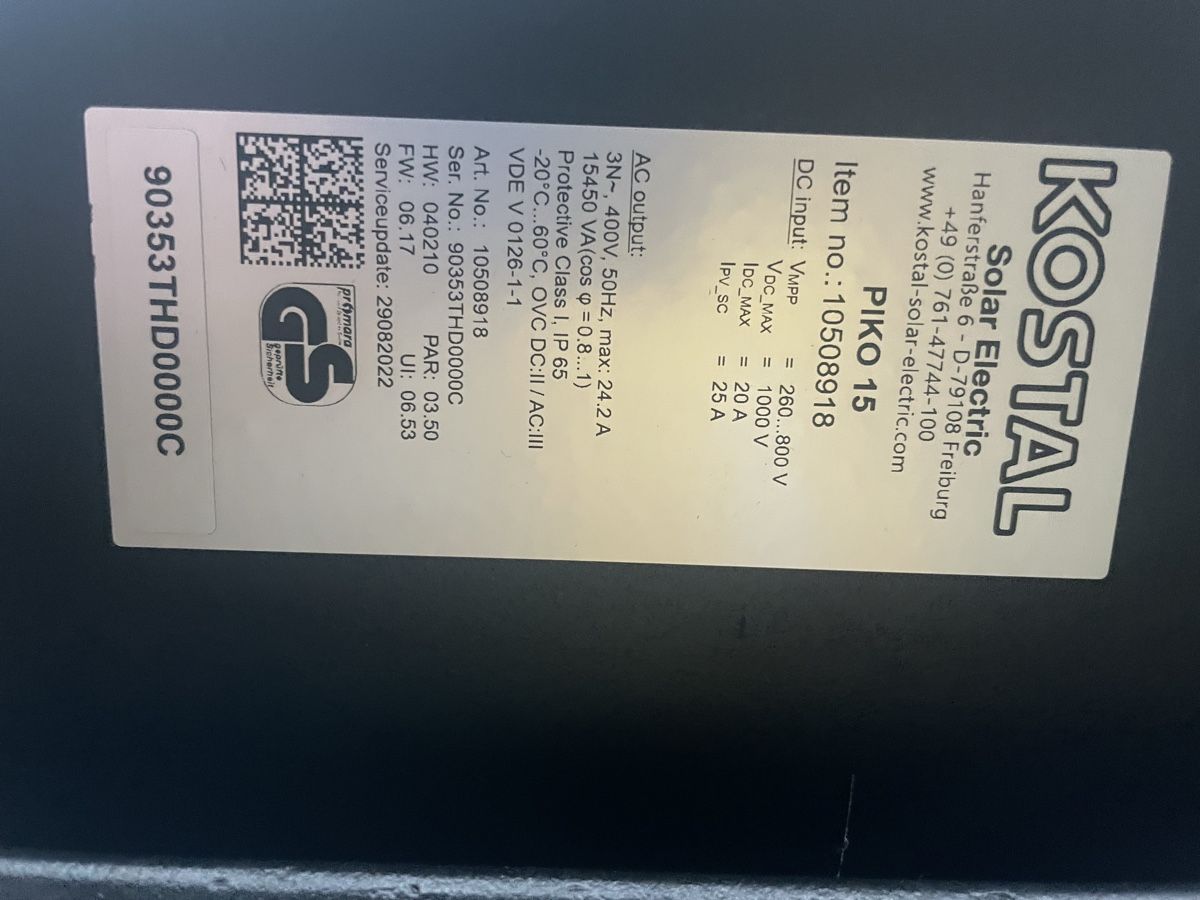 KOSTAL
Solar Electric
Hanferstraße 6 - D-79108 Freiburg
+49 (0) 761-47744-100
www.kostal-solar-electric.com
PIKO 15
Item no.:10508918
DC input: VMPP = 260...800 V
VDC_MAX = 1000 V
IDC_MAX = 20 A
IPV_SC = 25 A
AC output:
3N~, 400V, 50Hz, max: 24.2 A
15450 VA(cos φ = 0.8...1)
Protective Class I, IP 65
-20°C...60°C, OVC DC:II / AC:III
VDE V 0126-1-1
Art. No.: 10508918
Ser. No.: 90353THD0000C
HW: 040210 PAR: 03.50
FW: 06.17 UI: 06.53
Serviceupdate: 29082022
primara
GS
geprüfte
Sicherheit
90353THD0000C